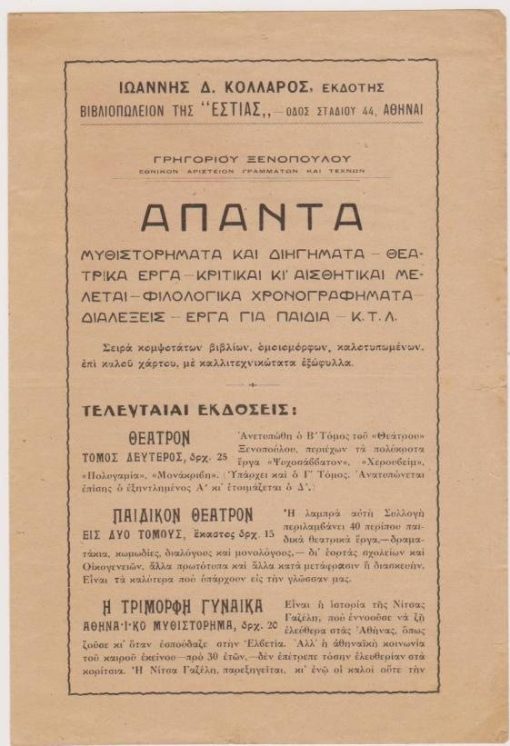 ΙΩΑΝΝΗΣ Δ. ΚΟΛΛΑΡΟΣ, ΕΚΔΟΤΗΣ
ΒΙΒΛΙΟΠΩΛΕΙΟΝ ΤΗΣ "ΕΣΤΙΑΣ,, — ΟΔΟΣ ΣΤΑΔΙΟΥ 44, ΑΘΗΝΑΙ
ΓΡΗΓΟΡΙΟΥ ΞΕΝΟΠΟΥΛΟΥ
ΕΘΝΙΚΟΝ ΑΡΙΣΤΕΙΟΝ ΓΡΑΜΜΑΤΩΝ ΚΑΙ ΤΕΧΝΩΝ
ΑΠΑΝΤΑ
ΜΥΘΙΣΤΟΡΗΜΑΤΑ ΚΑΙ ΔΙΗΓΗΜΑΤΑ — ΘΕΑ-
ΤΡΙΚΑ ΕΡΓΑ — ΚΡΙΤΙΚΑΙ ΚΙ' ΑΙΣΘΗΤΙΚΑΙ ΜΕ-
ΛΕΤΑΙ — ΦΙΛΟΛΟΓΙΚΑ ΧΡΟΝΟΓΡΑΦΗΜΑΤΑ —
ΔΙΑΛΕΞΕΙΣ — ΕΡΓΑ ΓΙΑ ΠΑΙΔΙΑ — Κ.Τ.Λ.
Σειρὰ κομψοτάτων βιβλίων, ὁμοιομόρφων, καλοτυπωμένων,
ἐπὶ καλοῦ χάρτου, μὲ καλλιτεχνικώτατα ἐξώφυλλα.
ΤΕΛΕΥΤΑΙΑΙ ΕΚΔΟΣΕΙΣ:
ΘΕΑΤΡΟΝ
ΤΟΜΟΣ ΔΕΥΤΕΡΟΣ, δρχ. 25
Ἀνετυπώθη ὁ Β' Τόμος τοῦ «Θεάτρου»
Ξενοπούλου, περιέχων τὰ πολύκροτα
ἔργα «Ψυχοσάββατον», «Χερουβείμ»,
«Πολυγαμία», «Μονάκριβη». (Ὑπάρχει καὶ ὁ Γ' Τόμος. Ἀνατυπώνεται
ἐπίσης ὁ ἐξηντλημένος Α' κι' ἑτοιμάζεται ὁ Δ'.)
ΠΑΙΔΙΚΟΝ ΘΕΑΤΡΟΝ
ΕΙΣ ΔΥΟ ΤΟΜΟΥΣ, ἕκαστος δρχ. 15
Ἡ λαμπρὰ αὐτὴ Συλλογὴ
περιλαμβάνει 40 περίπου παι-
δικὰ θεατρικὰ ἔργα,— δραμα-
τάκια, κωμωδίες, διαλόγους καὶ μονολόγους,— δι' ἑορτὰς σχολείων καὶ
Οἰκογενειῶν, ἄλλα πρωτότυπα καὶ ἄλλα κατὰ μετάφρασιν ἢ διασκευήν.
Εἶναι τὰ καλύτερα ποὺ ὑπάρχουν εἰς τὴν γλῶσσαν μας.
Η ΤΡΙΜΟΡΦΗ ΓΥΝΑΙΚΑ
ΑΘΗΝΑ·Ι·ΚΟ ΜΥΘΙΣΤΟΡΗΜΑ, δρχ. 20
Εἶναι ἡ ἱστορία τῆς Νίτσας
Γαζέλη, ποὺ ἐννοοῦσε νὰ ζῇ
ἐλεύθερα στὰς Ἀθήνας, ὅπως
ζοῦσε κι' ὅταν ἐσπούδαζε στὴν Ἑλβετία. Ἀλλ' ἡ ἀθηναϊκὴ κοινωνία
τοῦ καιροῦ ἐκείνου —πρὸ 30 ἐτῶν,— δὲν ἐπέτρεπε τόσην ἐλευθερίαν στὰ
κορίτσια. Ἡ Νίτσα Γαζέλη, παρεξηγεῖται, κι' ἐνῷ οἱ καλοὶ οὔτε τὴν